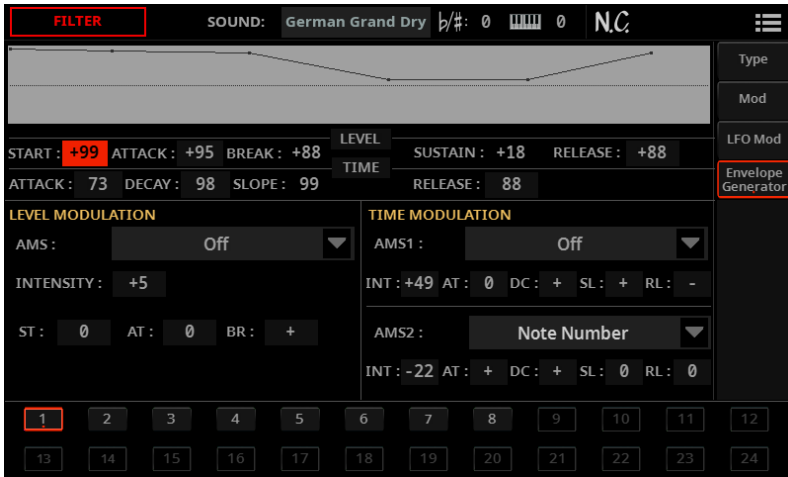 FILTER SOUND: German Grand Dry ♭/♯: 0 0 N.C.
Type
Mod
LFO Mod
Envelope
Generator
LEVEL
START : +99 ATTACK : +95 BREAK : +88 SUSTAIN : +18 RELEASE : +88
TIME
ATTACK : 73 DECAY : 98 SLOPE : 99 RELEASE : 88
LEVEL MODULATION
AMS : Off
INTENSITY : +5
ST : 0 AT : 0 BR : +
TIME MODULATION
AMS1 : Off
INT : +49 AT : 0 DC : + SL : + RL : -
AMS2 : Note Number
INT : -22 AT : + DC : + SL : 0 RL : 0
1 2 3 4 5 6 7 8 9 10 11 12
13 14 15 16 17 18 19 20 21 22 23 24